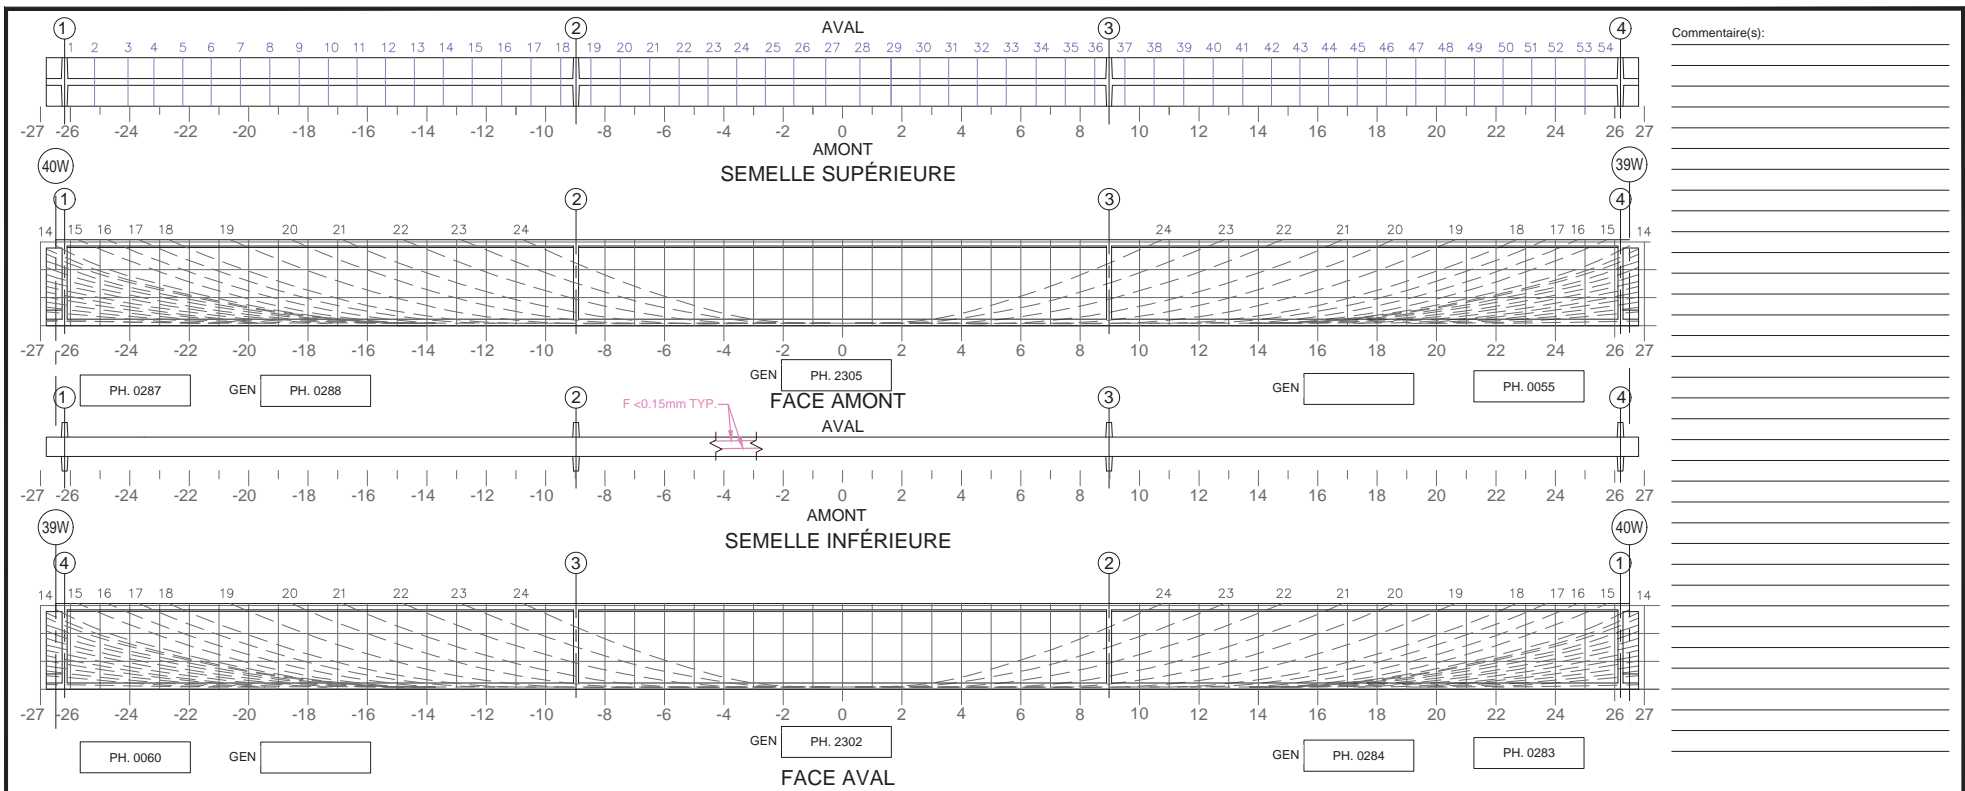 Commentaire(s):
1 2 3 4
AVAL
1 2 3 4 5 6 7 8 9 10 11 12 13 14 15 16 17 18 19 20 21 22 23 24 25 26 27 28 29 30 31 32 33 34 35 36 37 38 39 40 41 42 43 44 45 46 47 48 49 50 51 52 53 54
-27 -26 -24 -22 -20 -18 -16 -14 -12 -10 -8 -6 -4 -2 0 2 4 6 8 10 12 14 16 18 20 22 24 26 27
AMONT
SEMELLE SUPÉRIEURE
40W 39W
1 2 3 4
14 15 16 17 18 19 20 21 22 23 24 24 23 22 21 20 19 18 17 16 15 14
-27 -26 -24 -22 -20 -18 -16 -14 -12 -10 -8 -6 -4 -2 0 2 4 6 8 10 12 14 16 18 20 22 24 26 27
PH. 0287 GEN PH. 0288 GEN PH. 2305 GEN PH. 0055
FACE AMONT
1 2 3 4
F <0.15mm TYP.
AVAL
-27 -26 -24 -22 -20 -18 -16 -14 -12 -10 -8 -6 -4 -2 0 2 4 6 8 10 12 14 16 18 20 22 24 26 27
AMONT
SEMELLE INFÉRIEURE
39W 40W
4 3 2 1
14 15 16 17 18 19 20 21 22 23 24 24 23 22 21 20 19 18 17 16 15 14
-27 -26 -24 -22 -20 -18 -16 -14 -12 -10 -8 -6 -4 -2 0 2 4 6 8 10 12 14 16 18 20 22 24 26 27
PH. 0060 GEN GEN PH. 2302 GEN PH. 0284 PH. 0283
FACE AVAL